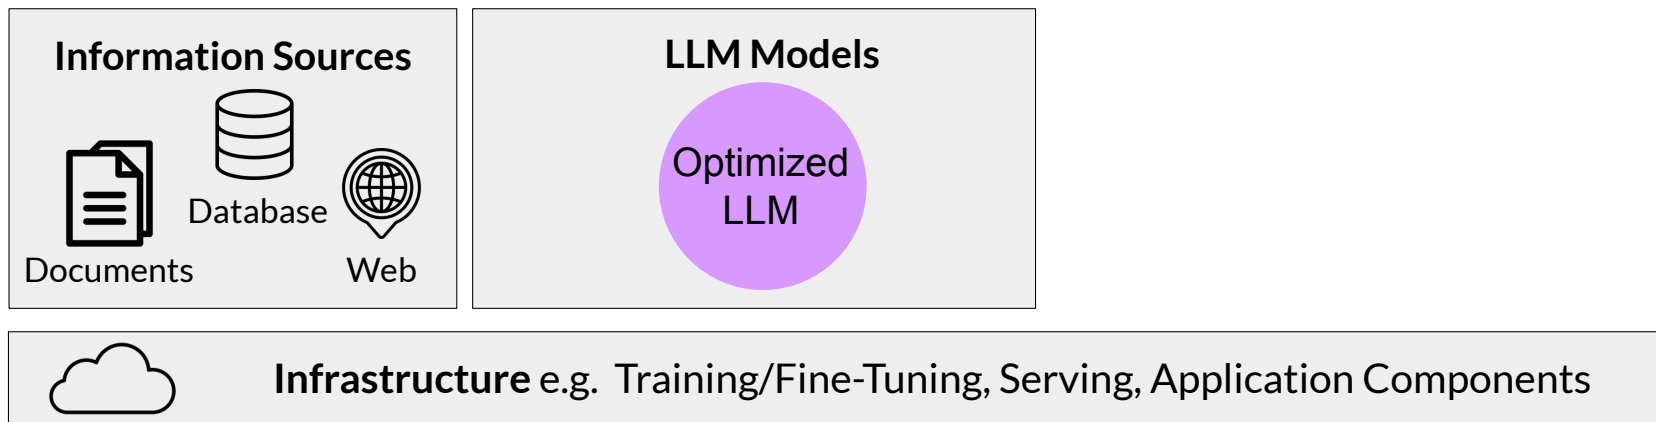 Information Sources
Database
Documents
Web
LLM Models
Optimized
LLM
Infrastructure e.g. Training/Fine-Tuning, Serving, Application Components